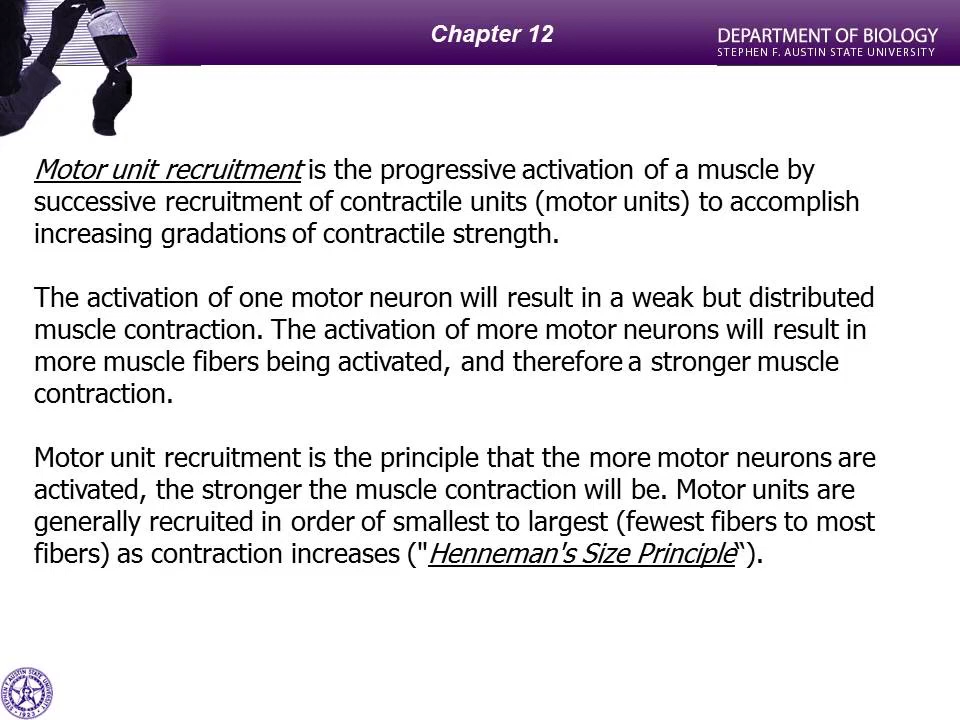 Chapter 12
DEPARTMENT OF BIOLOGY
STEPHEN F. AUSTIN STATE UNIVERSITY
Motor unit recruitment is the progressive activation of a muscle by
successive recruitment of contractile units (motor units) to accomplish
increasing gradations of contractile strength.
The activation of one motor neuron will result in a weak but distributed
muscle contraction. The activation of more motor neurons will result in
more muscle fibers being activated, and therefore a stronger muscle
contraction.
Motor unit recruitment is the principle that the more motor neurons are
activated, the stronger the muscle contraction will be. Motor units are
generally recruited in order of smallest to largest (fewest fibers to most
fibers) as contraction increases ("Henneman's Size Principle“).
STEPHEN F. AUSTIN STATE UNIVERSITY
1923